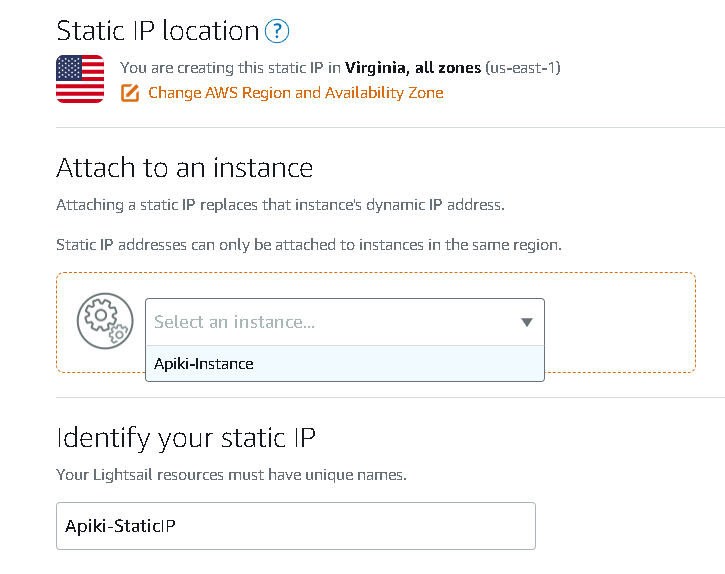 Static IP location ?
You are creating this static IP in Virginia, all zones (us-east-1)
Change AWS Region and Availability Zone
Attach to an instance
Attaching a static IP replaces that instance's dynamic IP address.
Static IP addresses can only be attached to instances in the same region.
Select an instance...
Apiki-Instance
Identify your static IP
Your Lightsail resources must have unique names.
Apiki-StaticIP